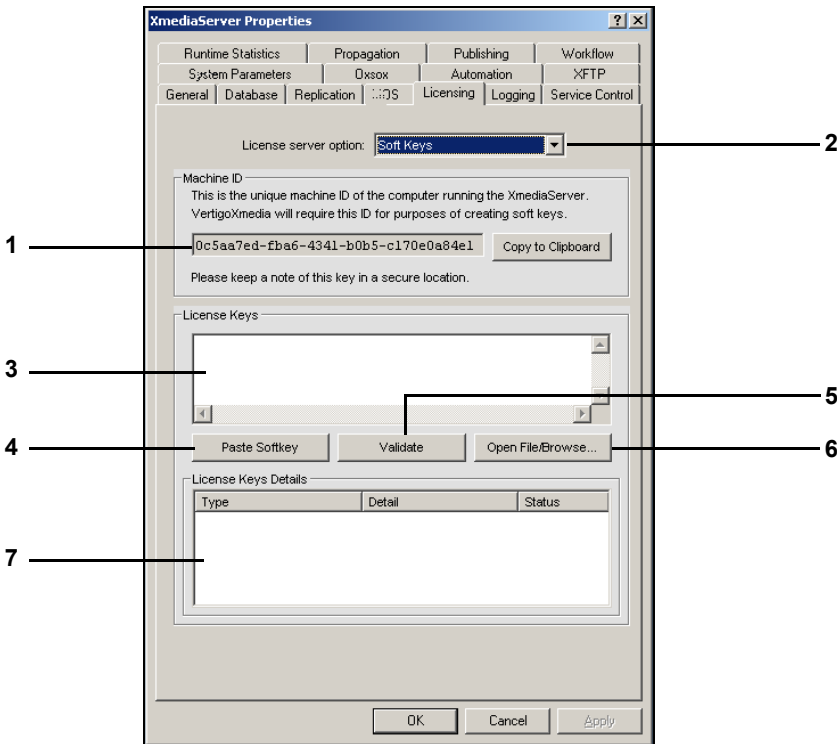 XmediaServer Properties
Runtime Statistics Propagation Publishing Workflow
System Parameters Oxsox Automation XFTP
General Database Replication Licensing Logging Service Control
License server option: Soft Keys
2
Machine ID
This is the unique machine ID of the computer running the XmediaServer.
VertigoXmedia will require this ID for purposes of creating soft keys.
1
0c5aa7ed-fba6-4341-b0b5-c170e0a84e1
Copy to Clipboard
Please keep a note of this key in a secure location.
License Keys
3
5
4
Paste Softkey Validate Open File/Browse...
6
License Keys Details
Type Detail Status
7
OK Cancel Apply